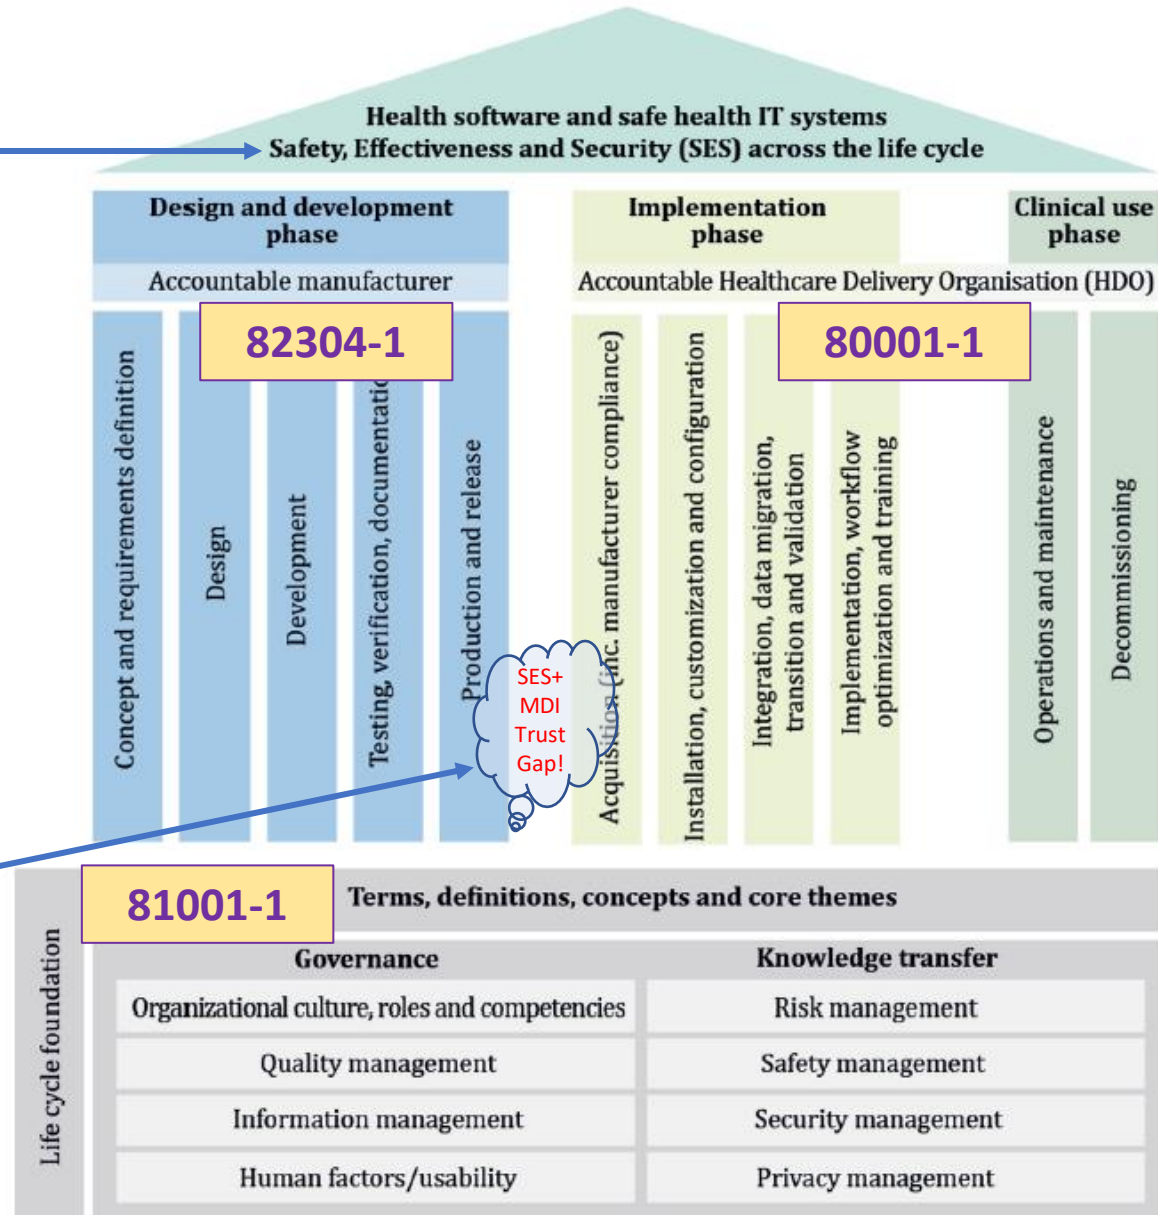 Health software and safe health IT systems
Safety, Effectiveness and Security (SES) across the life cycle
Design and development
phase
Implementation
phase
Clinical use
phase
Accountable manufacturer
Accountable Healthcare Delivery Organisation (HDO)
82304-1
80001-1
Concept and requirements definition
Design
Development
Testing, verification, documentatio
Production and release
Acquisition (inc. manufacturer compliance)
Installation, customization and configuration
Integration, data migration,
transition and validation
Implementation, workflow
optimization and training
Operations and maintenance
Decommissioning
SES+
MDI
Trust
Gap!
81001-1
Terms, definitions, concepts and core themes
Life cycle foundation
Governance
Knowledge transfer
Organizational culture, roles and competencies
Risk management
Quality management
Safety management
Information management
Security management
Human factors/usability
Privacy management